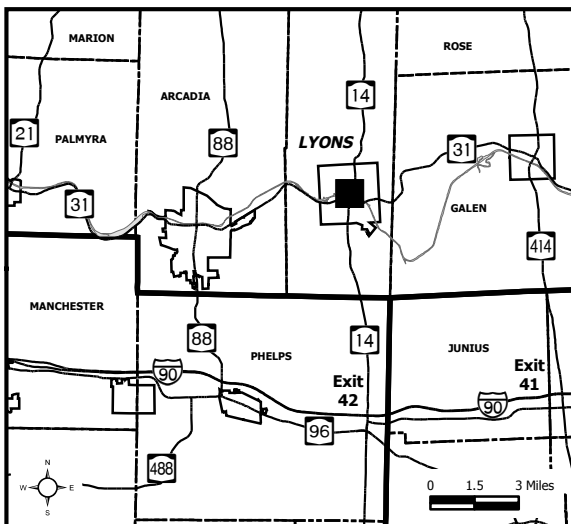 MARION
ROSE
ARCADIA
14
21
PALMYRA
88
LYONS
31
31
GALEN
414
MANCHESTER
88
PHELPS
14
JUNIUS
90
Exit
42
Exit
41
90
96
488
N
W E
S
0 1.5 3 Miles